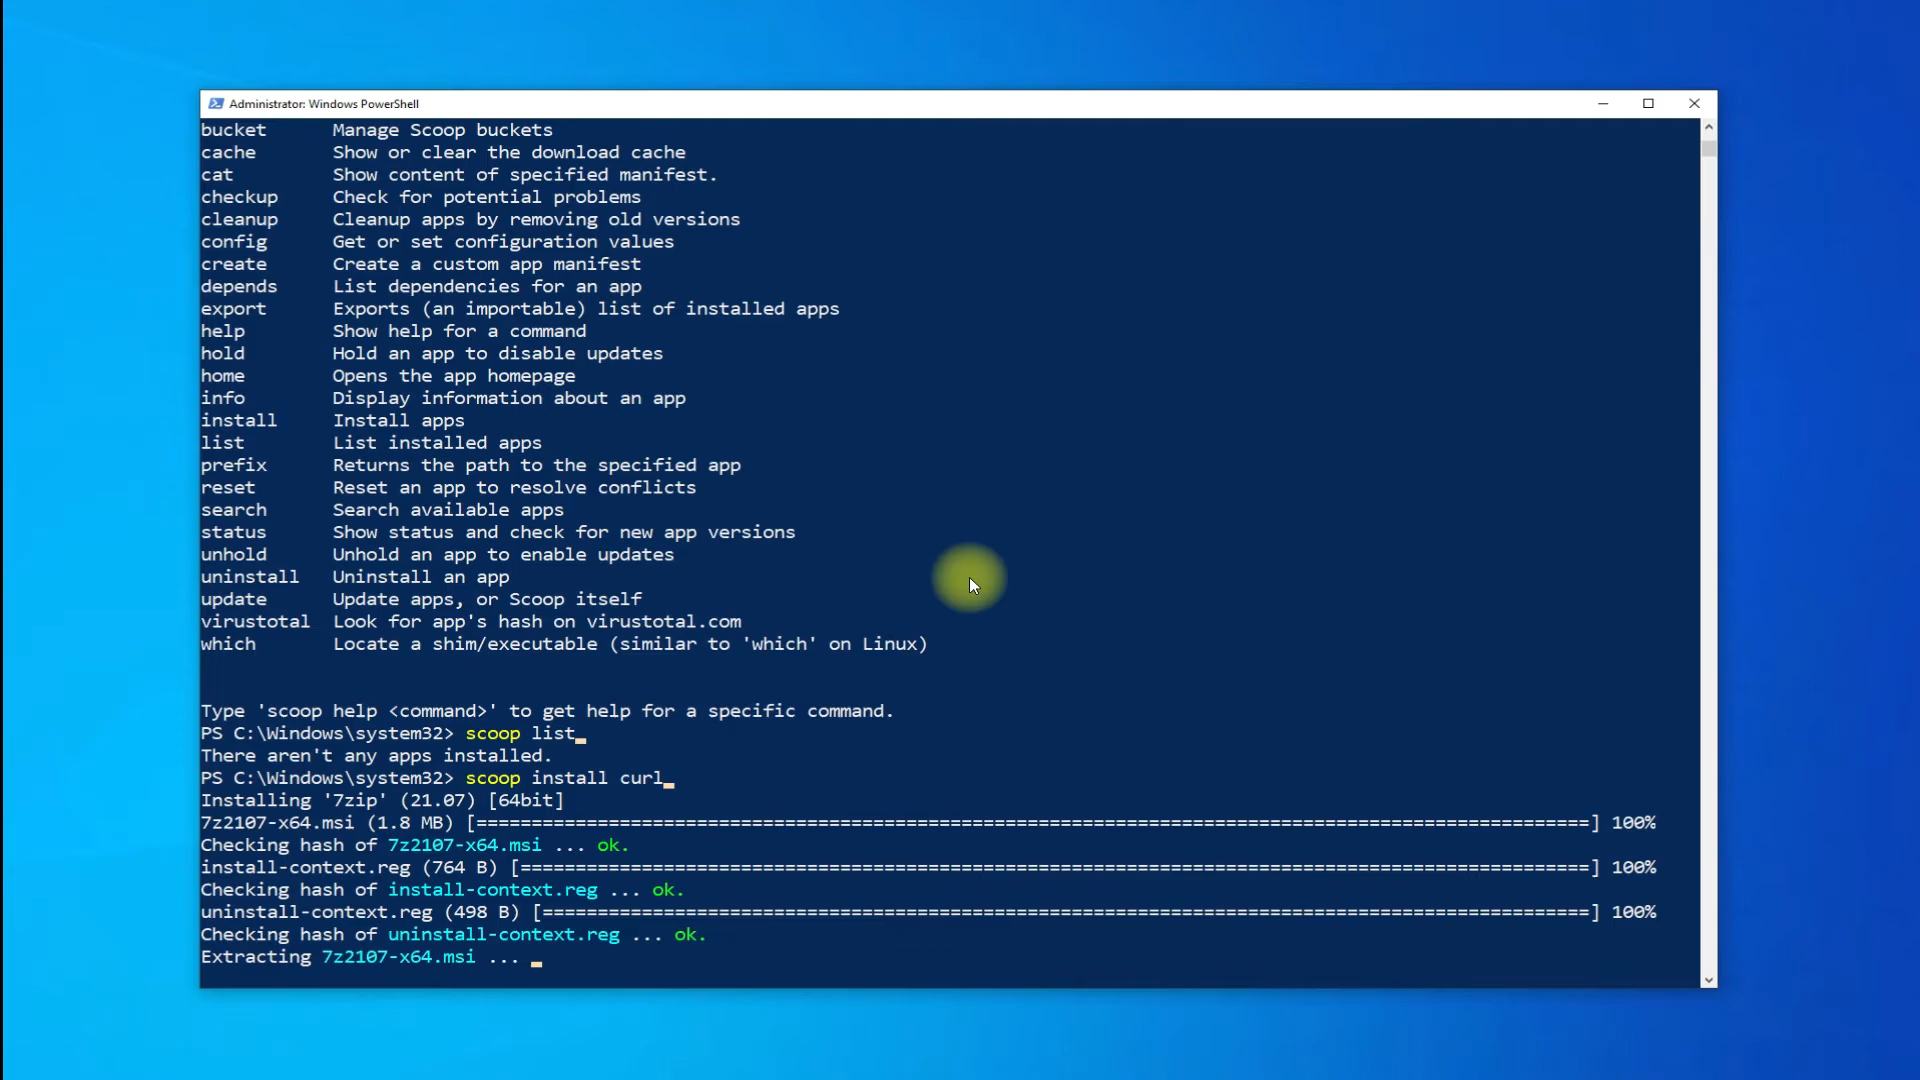 Administrator: Windows PowerShell
bucket Manage Scoop buckets
cache Show or clear the download cache
cat Show content of specified manifest.
checkup Check for potential problems
cleanup Cleanup apps by removing old versions
config Get or set configuration values
create Create a custom app manifest
depends List dependencies for an app
export Exports (an importable) list of installed apps
help Show help for a command
hold Hold an app to disable updates
home Opens the app homepage
info Display information about an app
install Install apps
list List installed apps
prefix Returns the path to the specified app
reset Reset an app to resolve conflicts
search Search available apps
status Show status and check for new app versions
unhold Unhold an app to enable updates
uninstall Uninstall an app
update Update apps, or Scoop itself
virustotal Look for app's hash on virustotal.com
which Locate a shim/executable (similar to 'which' on Linux)
Type 'scoop help <command>' to get help for a specific command.
PS C:\Windows\system32> scoop list
There aren't any apps installed.
PS C:\Windows\system32> scoop install curl
Installing '7zip' (21.07) [64bit]
7z2107-x64.msi (1.8 MB) [=====================================================================================================] 100%
Checking hash of 7z2107-x64.msi ... ok.
install-context.reg (764 B) [=================================================================================================] 100%
Checking hash of install-context.reg ... ok.
uninstall-context.reg (498 B) [===============================================================================================] 100%
Checking hash of uninstall-context.reg ... ok.
Extracting 7z2107-x64.msi ...